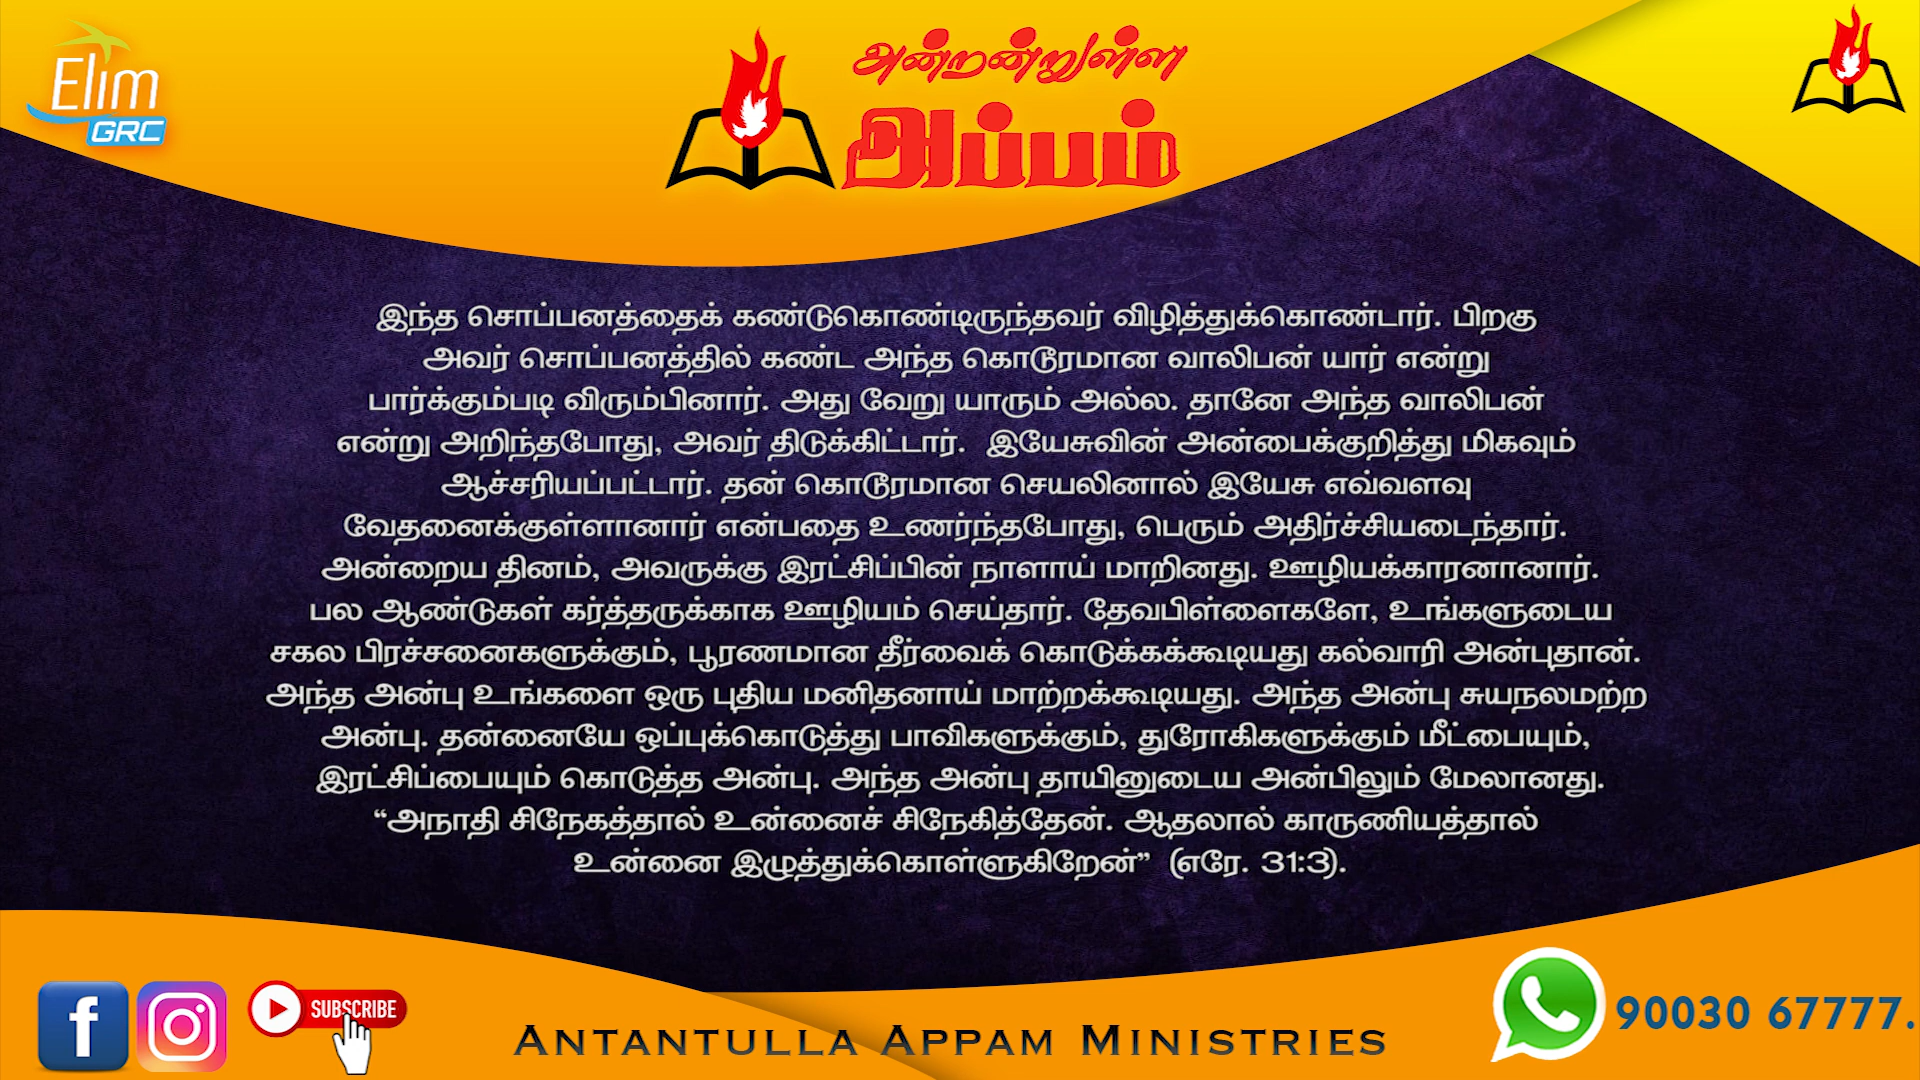 Elim
GRC
அன்றன்றுள்ள
அப்பம்
இந்த சொப்பனத்தைக் கண்டுகொண்டிருந்தவர் விழித்துக்கொண்டார். பிறகு
அவர் சொப்பனத்தில் கண்ட அந்த கொடூரமான வாலிபன் யார் என்று
பார்க்கும்படி விரும்பினார். அது வேறு யாரும் அல்ல. தானே அந்த வாலிபன்
என்று அறிந்தபோது, அவர் திடுக்கிட்டார். இயேசுவின் அன்பைக்குறித்து மிகவும்
ஆச்சரியப்பட்டார். தன் கொடூரமான செயலினால் இயேசு எவ்வளவு
வேதனைக்குள்ளானார் என்பதை உணர்ந்தபோது, பெரும் அதிர்ச்சியடைந்தார்.
அன்றைய தினம், அவருக்கு இரட்சிப்பின் நாளாய் மாறினது. ஊழியக்காரனானார்.
பல ஆண்டுகள் கர்த்தருக்காக ஊழியம் செய்தார். தேவபிள்ளைகளே, உங்களுடைய
சகல பிரச்சனைகளுக்கும், பூரணமான தீர்வைக் கொடுக்கக்கூடியது கல்வாரி அன்புதான்.
அந்த அன்பு உங்களை ஒரு புதிய மனிதனாய் மாற்றக்கூடியது. அந்த அன்பு சுயநலமற்ற
அன்பு. தன்னையே ஒப்புக்கொடுத்து பாவிகளுக்கும், துரோகிகளுக்கும் மீட்பையும்,
இரட்சிப்பையும் கொடுத்த அன்பு. அந்த அன்பு தாயினுடைய அன்பிலும் மேலானது.
“அநாதி சிநேகத்தால் உன்னைச் சிநேகித்தேன். ஆதலால் காருணியத்தால்
உன்னை இழுத்துக்கொள்ளுகிறேன்” (எரே. 31:3).
SUBSCRIBE
ANTANTULLA APPAM MINISTRIES
90030 67777.